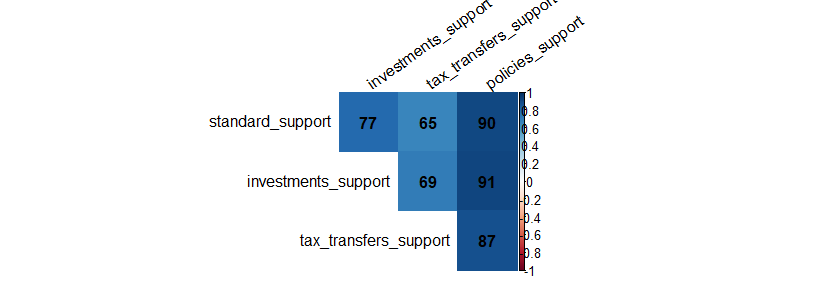 investments_support
tax_transfers_support
policies_support
standard_support 77 65 90
investments_support 69 91
tax_transfers_support 87
1
0.8
0.6
0.4
0.2
0
-0.2
-0.4
-0.6
-0.8
-1